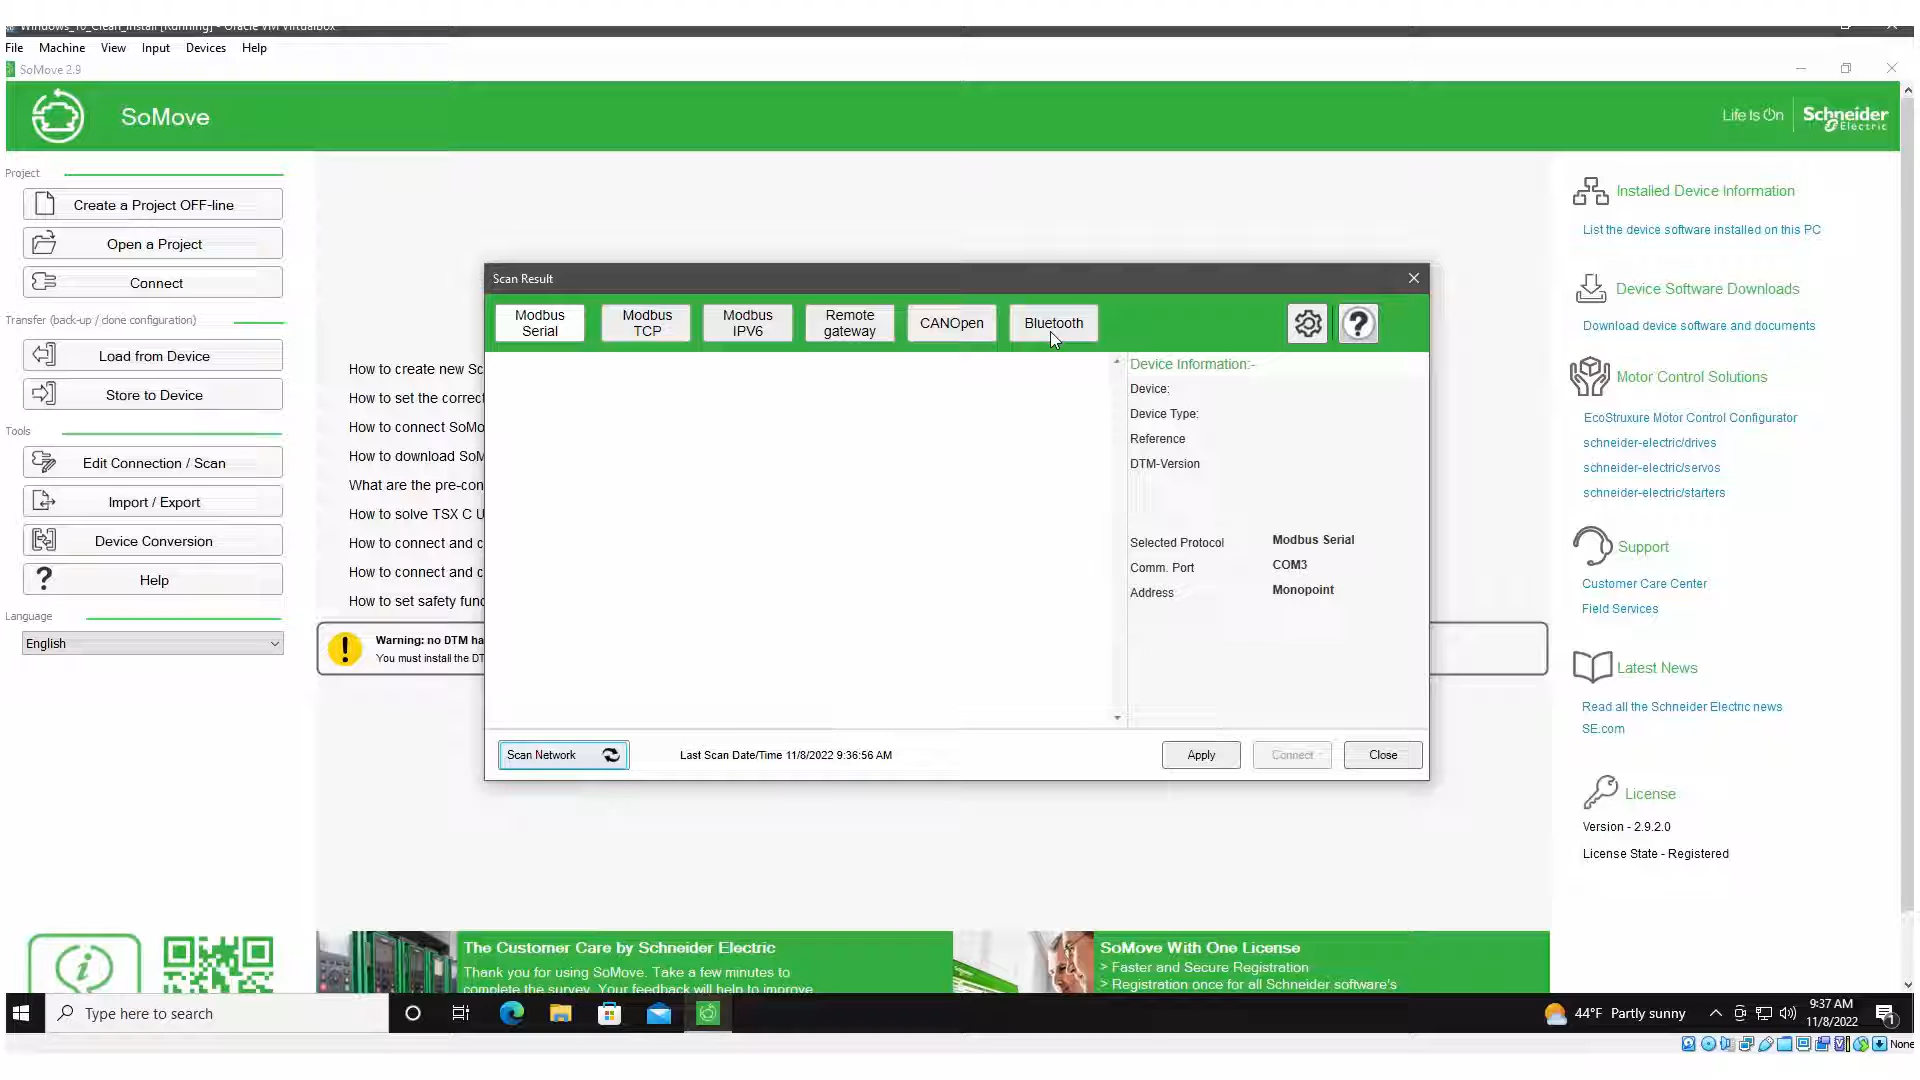 File Machine View Input Devices Help
SoMove 2.9
SoMove
Life Is On
Schneider
Electric
Project
Create a Project OFF-line
Open a Project
Connect
Transfer (back-up / clone configuration)
Load from Device
Store to Device
Tools
Edit Connection / Scan
Import / Export
Device Conversion
? Help
Language
English
How to create new Sc
How to set the correct
How to connect SoMo
How to download SoM
What are the pre-con
How to solve TSX C U
How to connect and c
How to connect and c
How to set safety func
Warning: no DTM ha
You must install the DT
Scan Result
Modbus Serial
Modbus TCP
Modbus IPV6
Remote gateway
CANOpen
Bluetooth
Device Information:-
Device:
Device Type:
Reference
DTM-Version
Selected Protocol Modbus Serial
Comm. Port COM3
Address Monopoint
Scan Network
Last Scan Date/Time 11/8/2022 9:36:56 AM
Apply
Connect
Close
Installed Device Information
List the device software installed on this PC
Device Software Downloads
Download device software and documents
Motor Control Solutions
EcoStruxure Motor Control Configurator
schneider-electric/drives
schneider-electric/servos
schneider-electric/starters
Support
Customer Care Center
Field Services
Latest News
Read all the Schneider Electric news
SE.com
License
Version - 2.9.2.0
License State - Registered
The Customer Care by Schneider Electric
Thank you for using SoMove. Take a few minutes to
complete the survey. Your feedback will help to improve
SoMove With One License
> Faster and Secure Registration
> Registration once for all Schneider software's
Type here to search
44°F Partly sunny
9:37 AM
11/8/2022
1
None